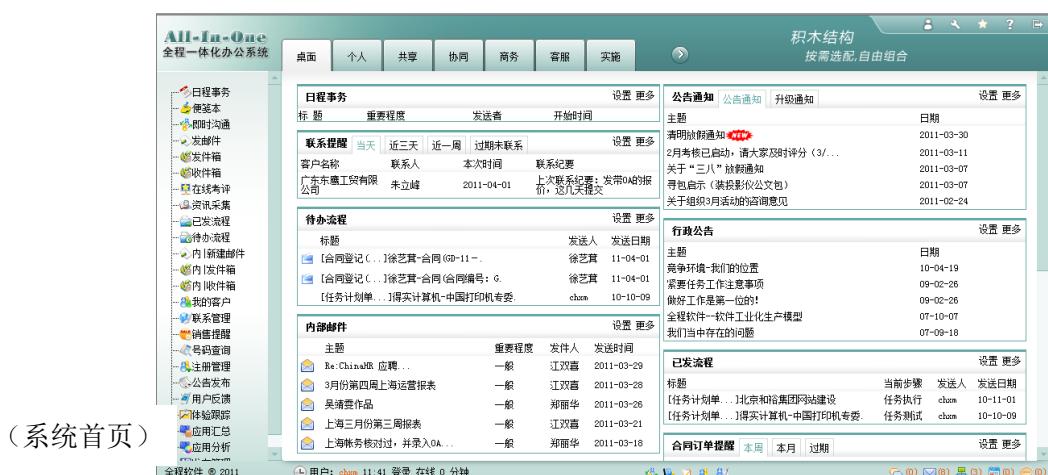 All-In-One
全程一体化办公系统
积木结构
按需选配,自由组合
桌面 个人 共享 协同 商务 客服 实施
日程事务
便笺本
即时沟通
发邮件
发件箱
收件箱
在线考评
资讯采集
已发流程
待办流程
内|新建邮件
内|发件箱
内|收件箱
我的客户
联系管理
销售提醒
号码查询
注册管理
公告发布
用户反馈
体验跟踪
应用汇总
应用分析
日程事务 设置 更多
标 题 重要程度 发送者 开始时间
联系提醒 当天 近三天 近一周 过期未联系 设置 更多
客户名称 联系人 本次时间 联系纪要
广东东鹰工贸有限公司 朱立峰 2011-04-01 上次联系纪要: 发带OA的报价, 这几天提交
待办流程 设置 更多
标题 发送人 发送日期
[合同登记(...]徐艺萁-合同(GD-11-. 徐艺萁 11-04-01
[合同登记(...]徐艺萁-合同(合同编号: G. 徐艺萁 11-04-01
[任务计划单...]得实计算机-中国打印机专委. chxm 10-10-09
内部邮件 设置 更多
主题 重要程度 发件人 发送时间
Re:ChinaHR 应聘... 一般 江双喜 2011-03-29
3月份第四周上海运营报表 一般 江双喜 2011-03-28
吴靖雯作品 一般 郑丽华 2011-03-26
上海三月份第三周报表 一般 江双喜 2011-03-21
上海帐务核对过, 并录入OA... 一般 郑丽华 2011-03-18
公告通知 公告通知 升级通知 设置 更多
主题 日期
清明放假通知 NEW 2011-03-30
2月考核已启动, 请大家及时评分 (3/... 2011-03-11
关于“三八”放假通知 2011-03-07
寻包启示 (装投影仪公文包) 2011-03-07
关于组织3月活动的咨询意见 2011-02-24
行政公告 设置 更多
主题 日期
竞争环境-我们的位置 10-04-19
紧要任务工作注意事项 09-02-26
做好工作是第一位的! 09-02-26
全程软件--软件工业化生产模型 07-10-07
我们当中存在的问题 07-09-18
已发流程 设置 更多
标题 当前步骤 发送人 发送日期
[任务计划单...]北京和裕集团网站建设 任务执行 chxm 10-11-01
[任务计划单...]得实计算机-中国打印机专委. 任务测试 chxm 10-10-09
合同订单提醒 本周 本月 过期 设置 更多
全程软件 ® 2011 用户: chxm 11:41 登录 在线 0 分钟
(系统首页)